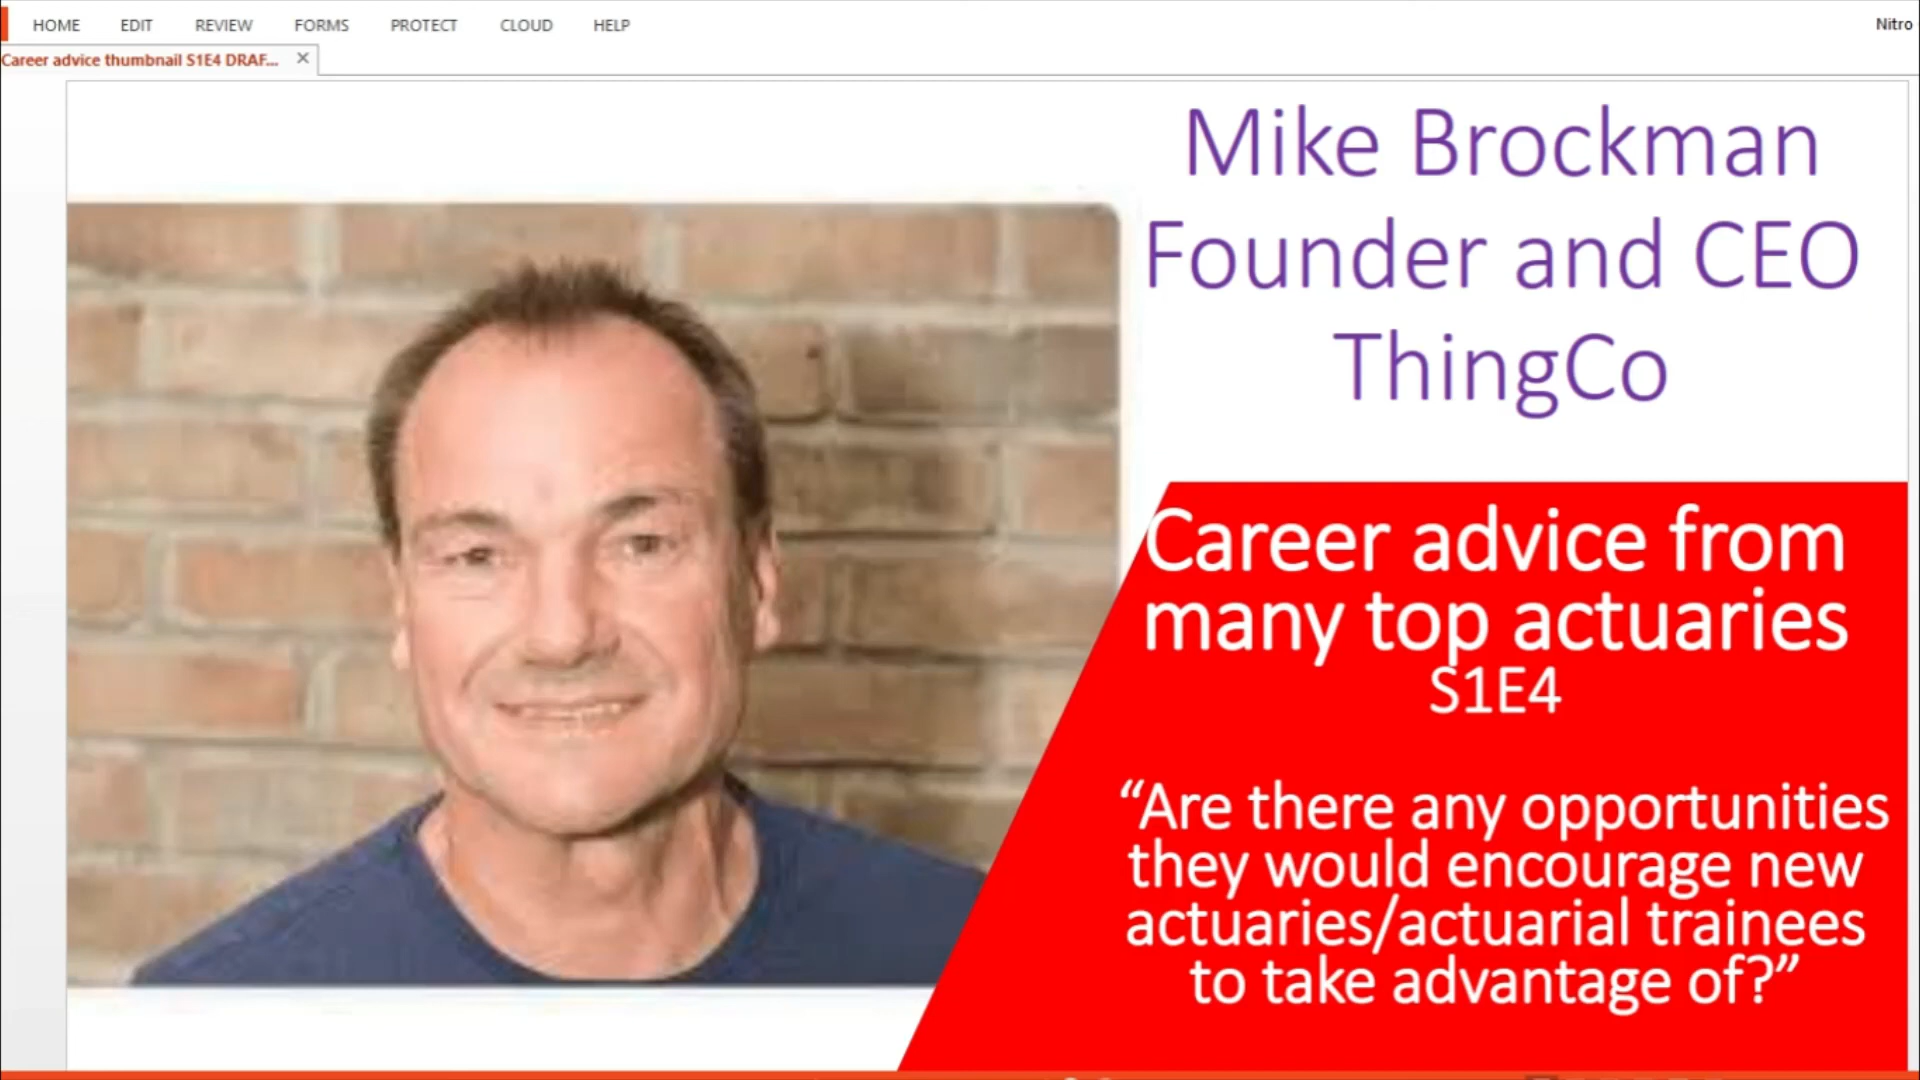 HOME EDIT REVIEW FORMS PROTECT CLOUD HELP Nitro
Career advice thumbnail S1E4 DRAF...
Mike Brockman
Founder and CEO
ThingCo
Career advice from
many top actuaries
S1E4
“Are there any opportunities
they would encourage new
actuaries/actuarial trainees
to take advantage of?”